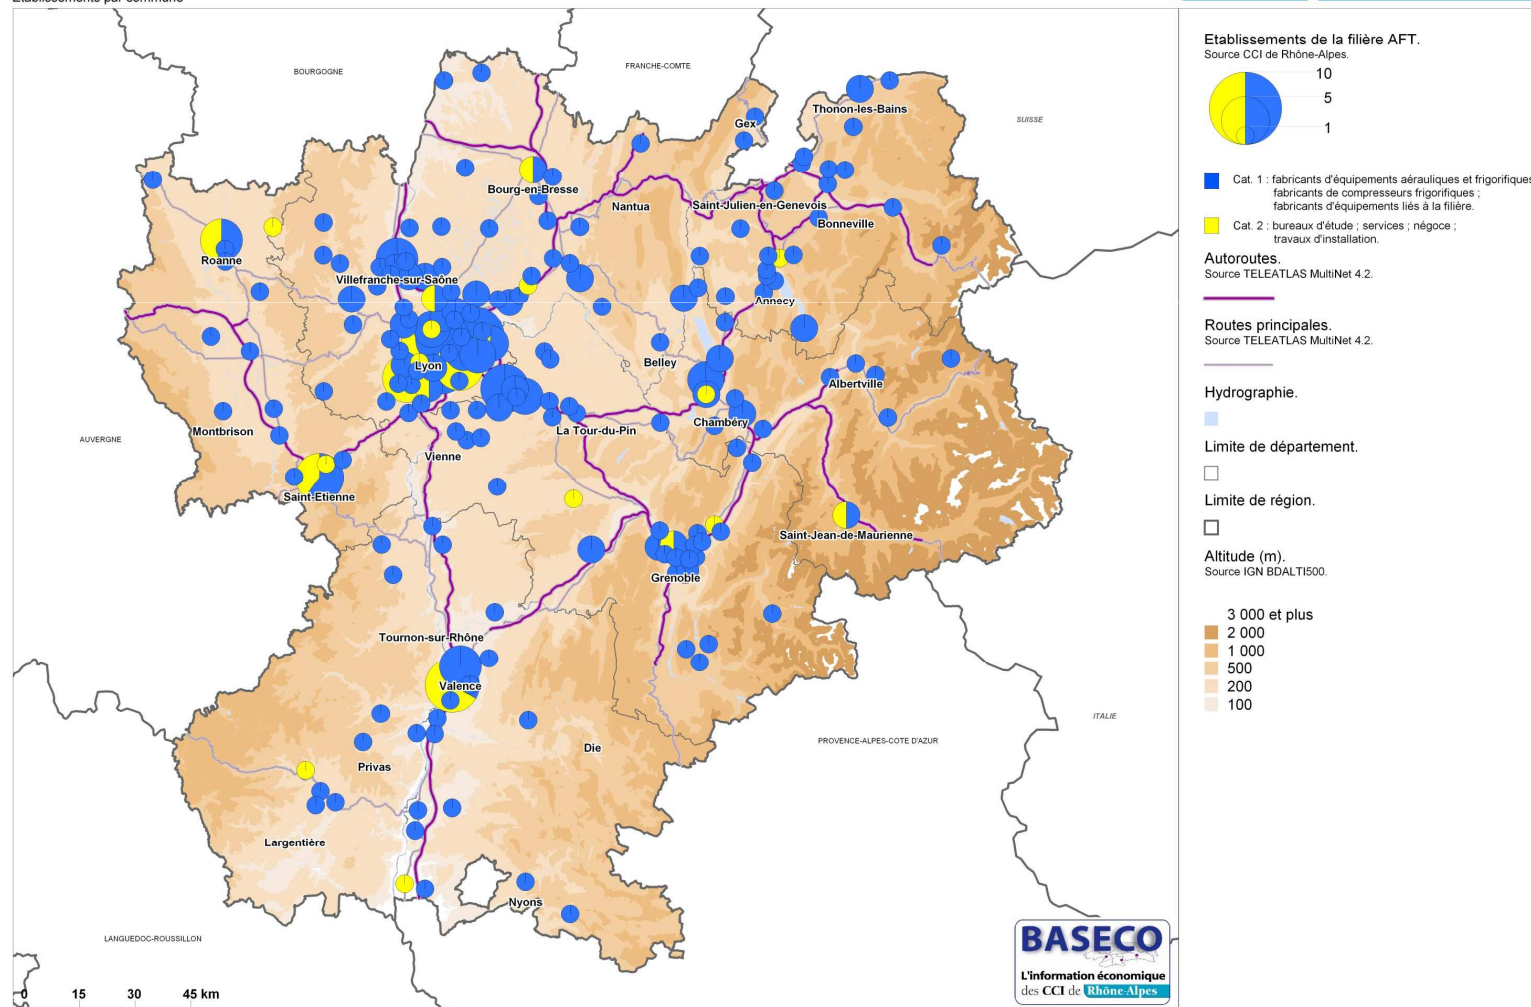 Etablissements par commune
BOURGOGNE
FRANCHE-COMTE
SUISSE
Thonon-les-Bains
Gex
Bourg-en-Bresse
Nantua
Saint-Julien-en-Genevois
Bonneville
Roanne
Villefranche-sur-Saône
Annecy
Lyon
Belley
Albertville
Chambéry
Montbrison
La Tour-du-Pin
AUVERGNE
Vienne
Saint-Etienne
Saint-Jean-de-Maurienne
Grenoble
Tournon-sur-Rhône
Valence
ITALIE
PROVENCE-ALPES-COTE D'AZUR
Die
Privas
Largentière
Nyons
LANGUEDOC-ROUSSILLON
0 15 30 45 km
BASECO
L'information économique
des CCI de Rhône-Alpes
Etablissements de la filière AFT.
Source CCI de Rhône-Alpes.
10
5
1
Cat. 1 : fabricants d'équipements aérauliques et frigorifiques
fabricants de compresseurs frigorifiques ;
fabricants d'équipements liés à la filière.
Cat. 2 : bureaux d'étude ; services ; négoce ;
travaux d'installation.
Autoroutes.
Source TELEATLAS MultiNet 4.2.
Routes principales.
Source TELEATLAS MultiNet 4.2.
Hydrographie.
Limite de département.
Limite de région.
Altitude (m).
Source IGN BDALTI500.
3 000 et plus
2 000
1 000
500
200
100